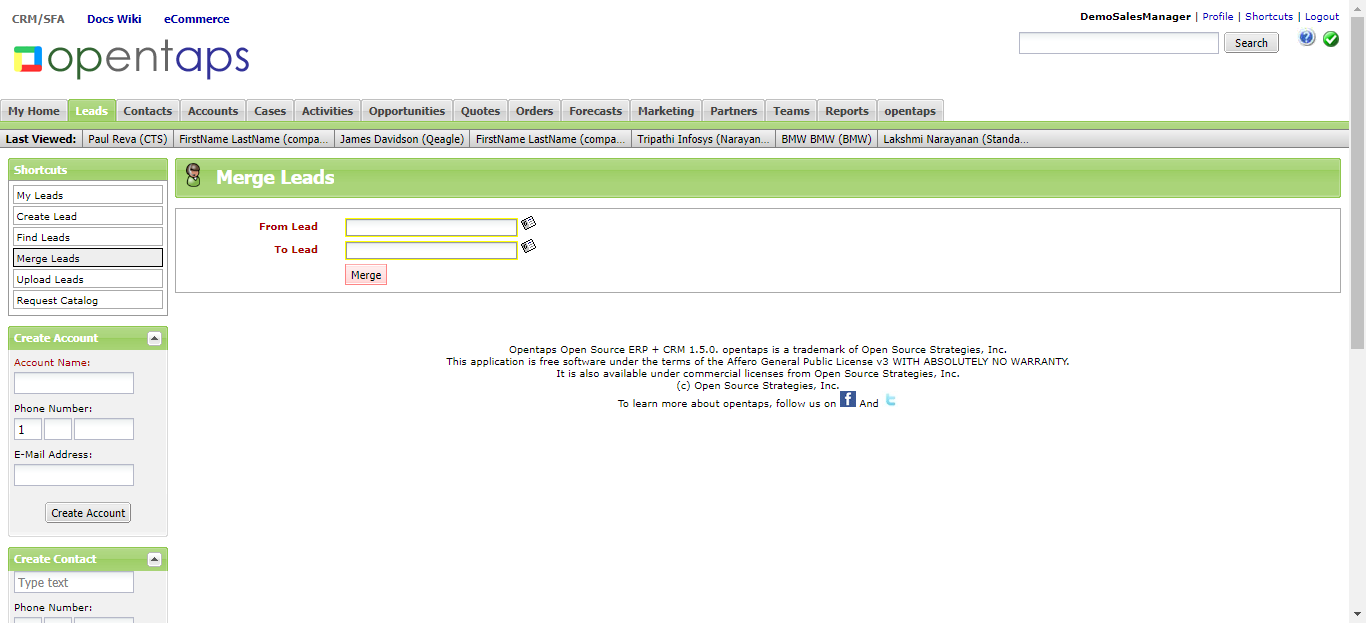 CRM/SFA Docs Wiki eCommerce
DemoSalesManager | Profile | Shortcuts | Logout
opentaps
Search
My Home Leads Contacts Accounts Cases Activities Opportunities Quotes Orders Forecasts Marketing Partners Teams Reports opentaps
Last Viewed: Paul Reva (CTS) FirstName LastName (compa... James Davidson (Qeagle) FirstName LastName (compa... Tripathi Infosys (Narayan... BMW BMW (BMW) Lakshmi Narayanan (Standa...
Shortcuts
My Leads
Create Lead
Find Leads
Merge Leads
Upload Leads
Request Catalog
Create Account
Account Name:
Phone Number:
1
E-Mail Address:
Create Account
Create Contact
Type text
Phone Number:
Merge Leads
From Lead
To Lead
Merge
Opentaps Open Source ERP + CRM 1.5.0. opentaps is a trademark of Open Source Strategies, Inc.
This application is free software under the terms of the Affero General Public License v3 WITH ABSOLUTELY NO WARRANTY.
It is also available under commercial licenses from Open Source Strategies, Inc.
(c) Open Source Strategies, Inc.
To learn more about opentaps, follow us on f And t